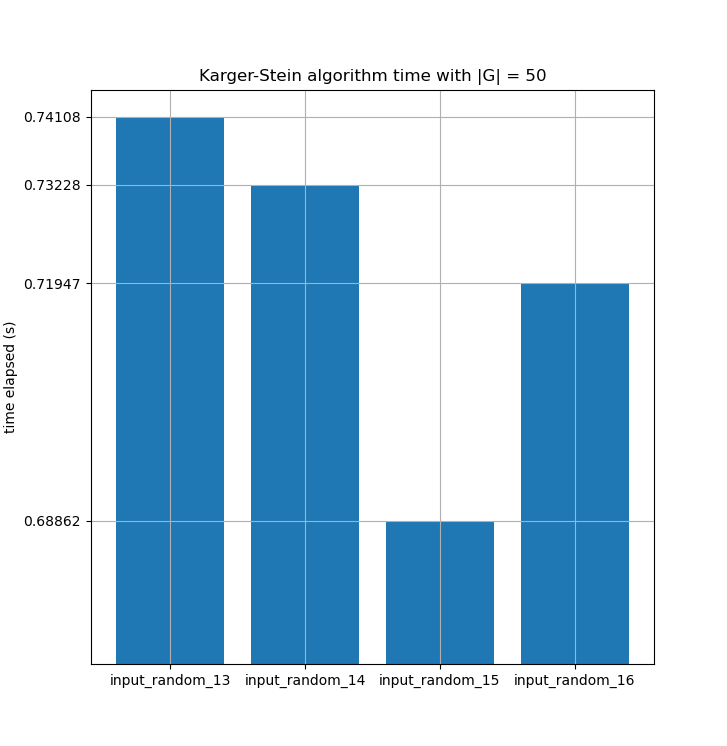 Karger-Stein algorithm time with |G| = 50
0.74108
0.73228
0.71947
0.68862
time elapsed (s)
input_random_13
input_random_14
input_random_15
input_random_16